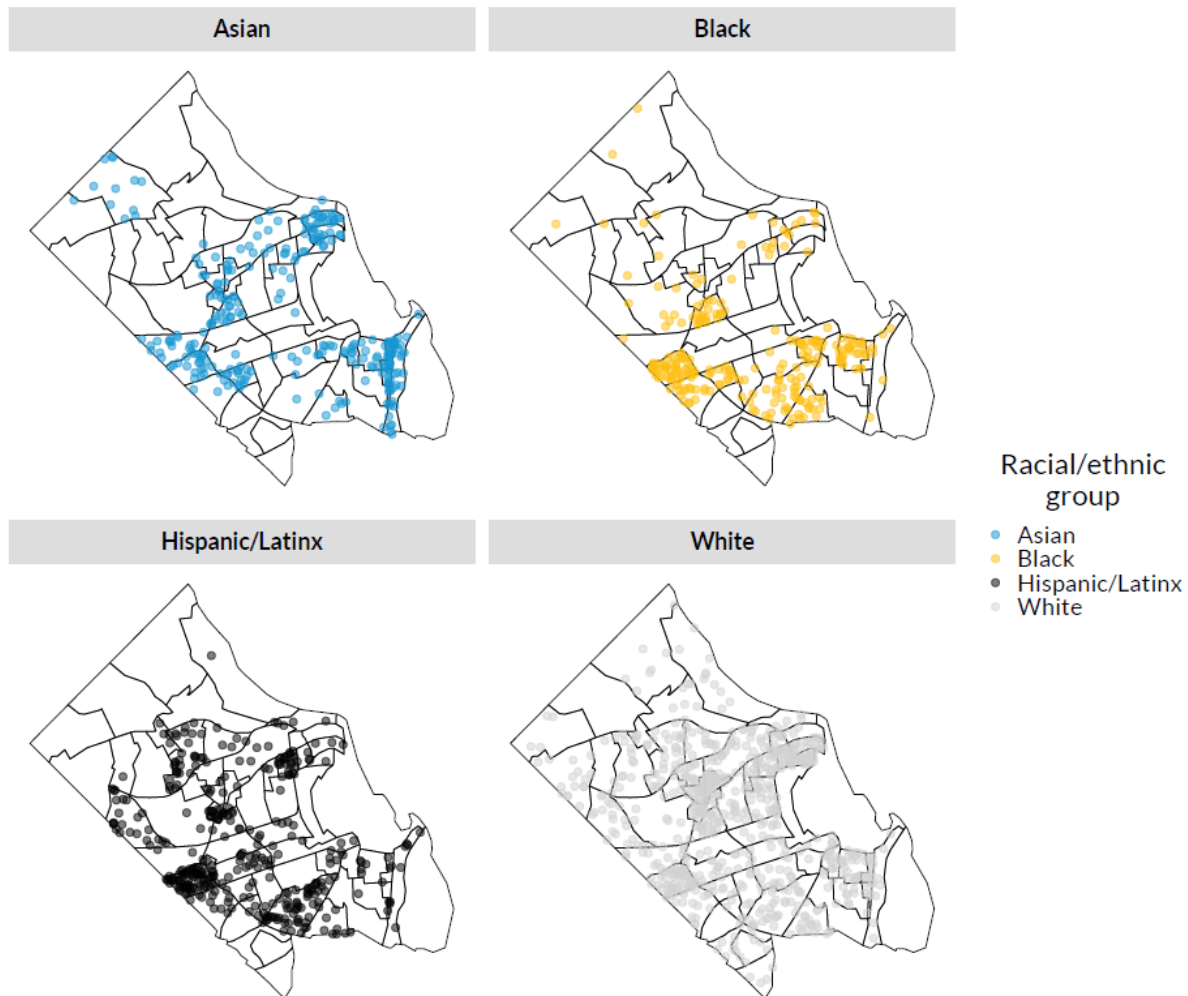 Asian
Black
Hispanic/Latinx
White
Racial/ethnic
group
Asian
Black
Hispanic/Latinx
White